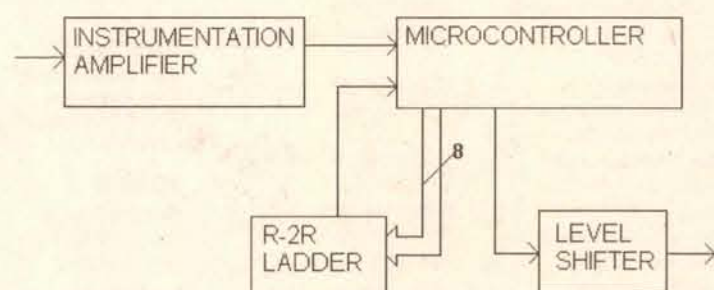 INSTRUMENTATION
AMPLIFIER
MICROCONTROLLER
8
R-2R
LADDER
LEVEL
SHIFTER